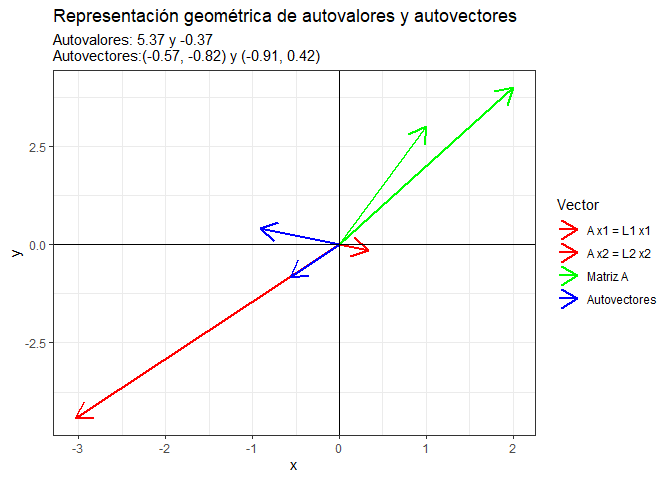 Representación geométrica de autovalores y autovectores
Autovalores: 5.37 y -0.37
Autovectores:(-0.57, -0.82) y (-0.91, 0.42)
2.5
0.0
-2.5
y
-3
-2
-1
0
1
2
x
Vector
A x1 = L1 x1
A x2 = L2 x2
Matriz A
Autovectores